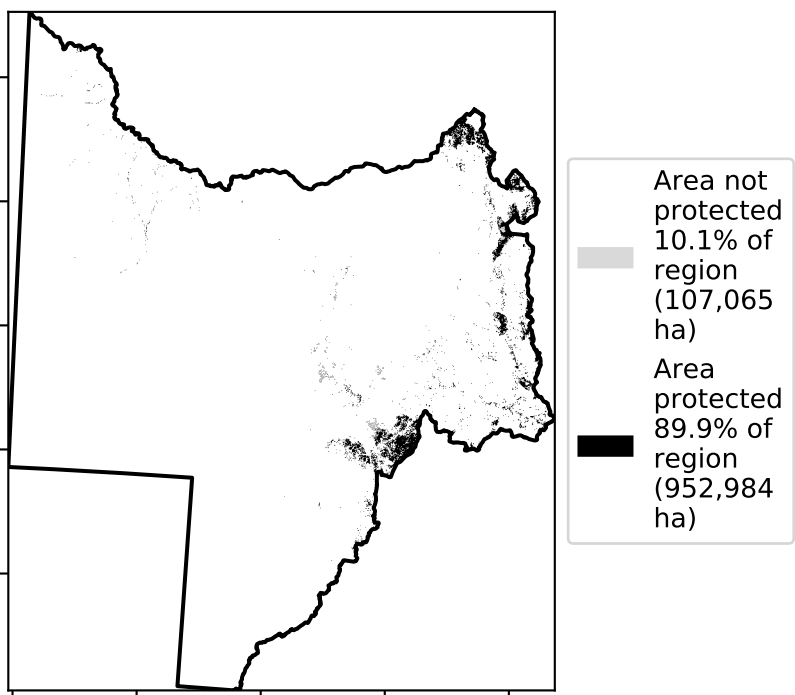 Area not
protected
10.1% of
region
(107,065
ha)
Area
protected
89.9% of
region
(952,984
ha)